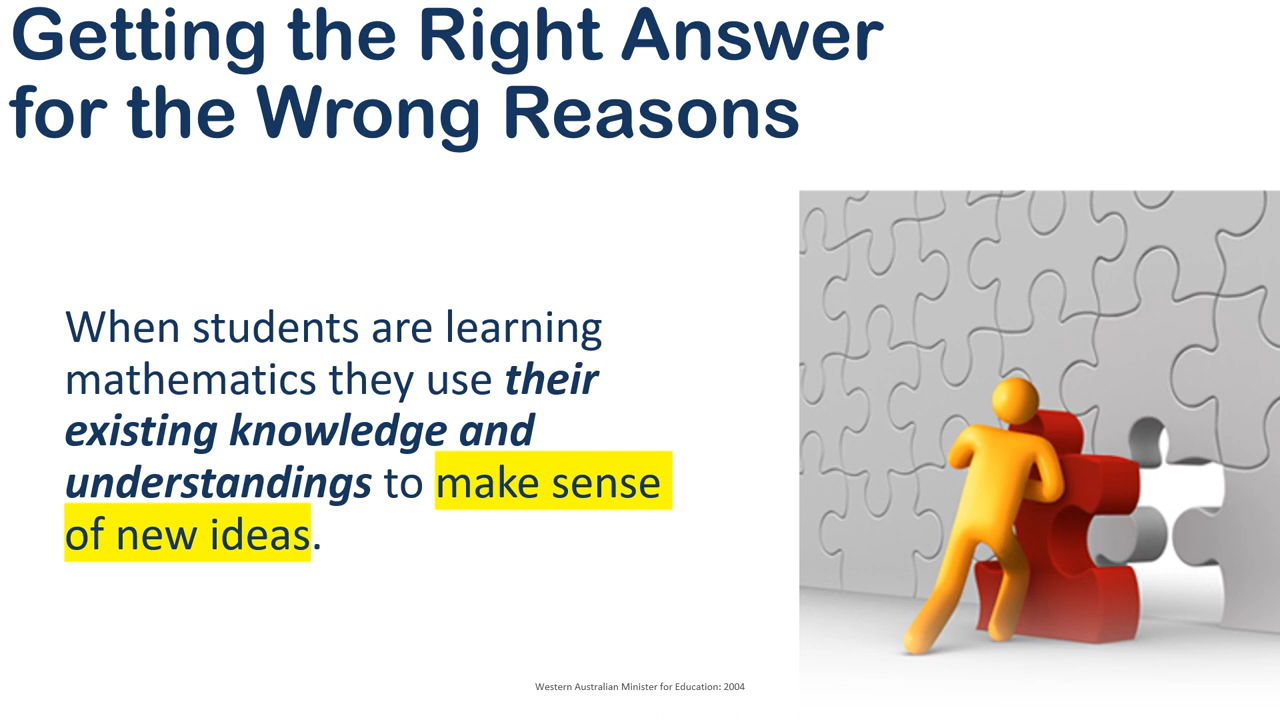 Getting the Right Answer
for the Wrong Reasons
When students are learning
mathematics they use their
existing knowledge and
understandings to make sense
of new ideas.
Western Australian Minister for Education: 2004